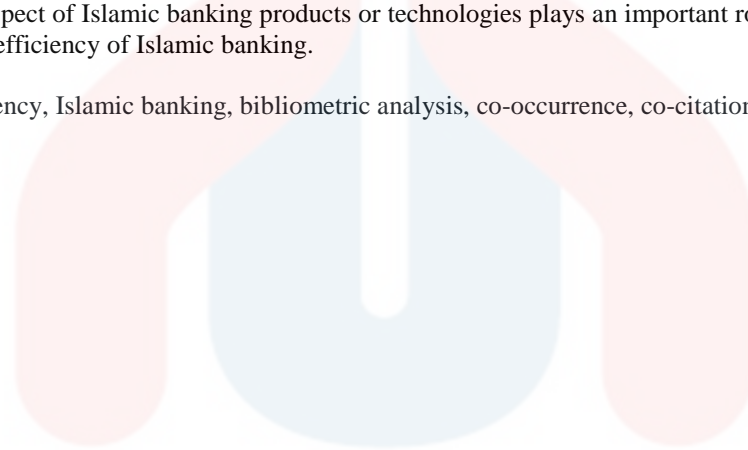 pect of Islamic banking products or technologies plays an important ro
efficiency of Islamic banking.
ency, Islamic banking, bibliometric analysis, co-occurrence, co-citation